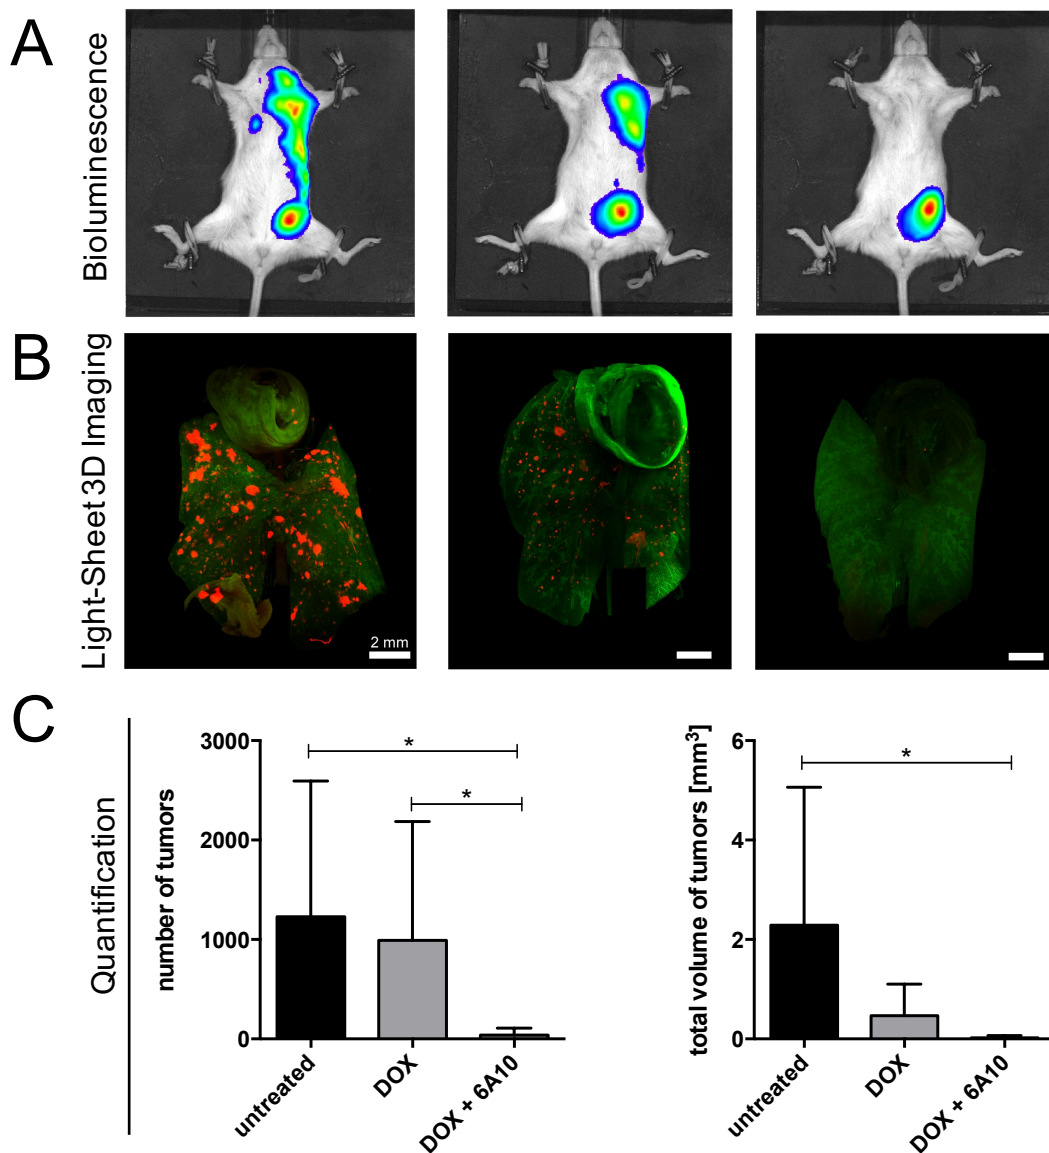 A
Bioluminescence
B
Light-Sheet 3D Imaging
2 mm
C
Quantification
number of tumors
3000
2000
1000
0
*
*
untreated
DOX
DOX + 6A10
total volume of tumors [mm³]
6
4
2
0
*
untreated
DOX
DOX + 6A10